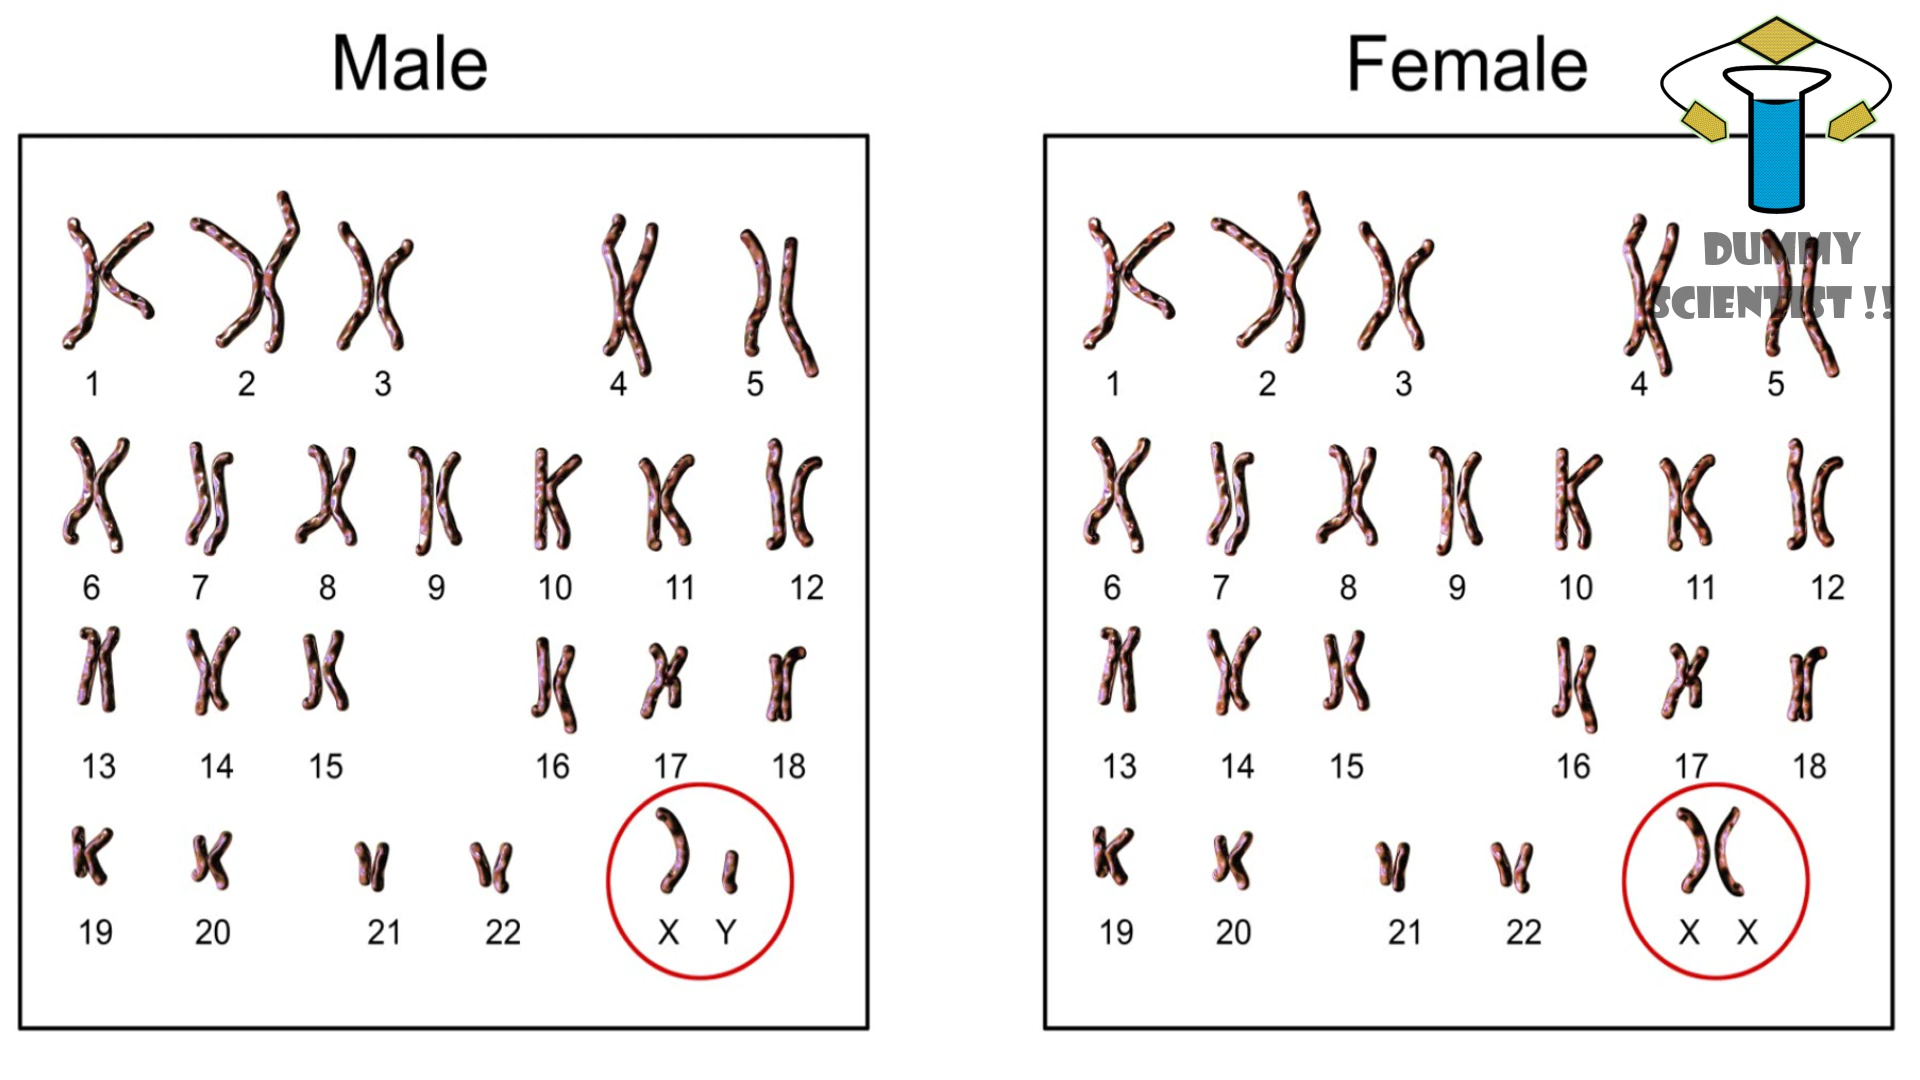 Male
1 2 3 4 5
6 7 8 9 10 11 12
13 14 15 16 17 18
19 20 21 22 X Y
Female
DUMMY
SCIENTIST !!
1 2 3 4 5
6 7 8 9 10 11 12
13 14 15 16 17 18
19 20 21 22 X X